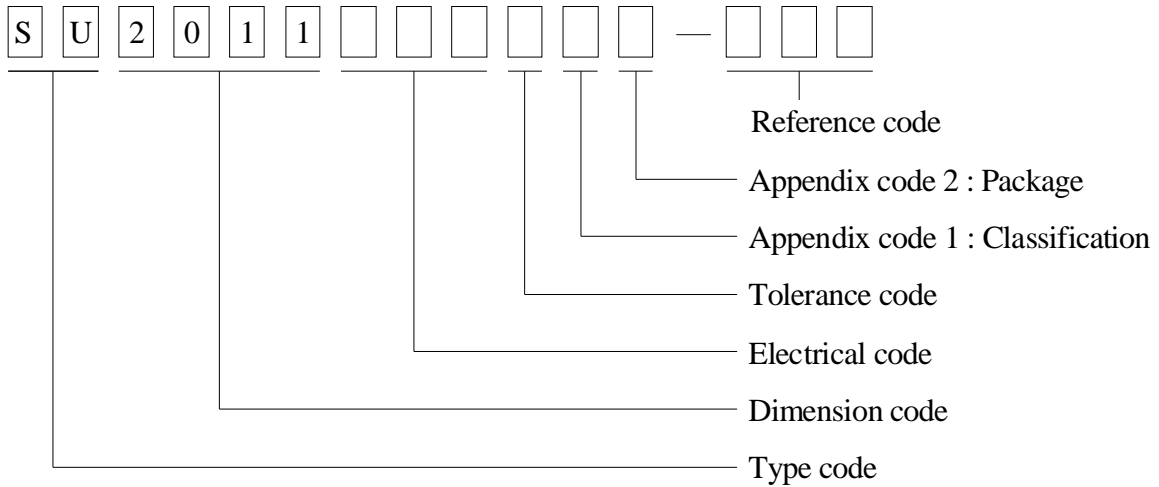 S U 2 0 1 1 —
Reference code
Appendix code 2 : Package
Appendix code 1 : Classification
Tolerance code
Electrical code
Dimension code
Type code